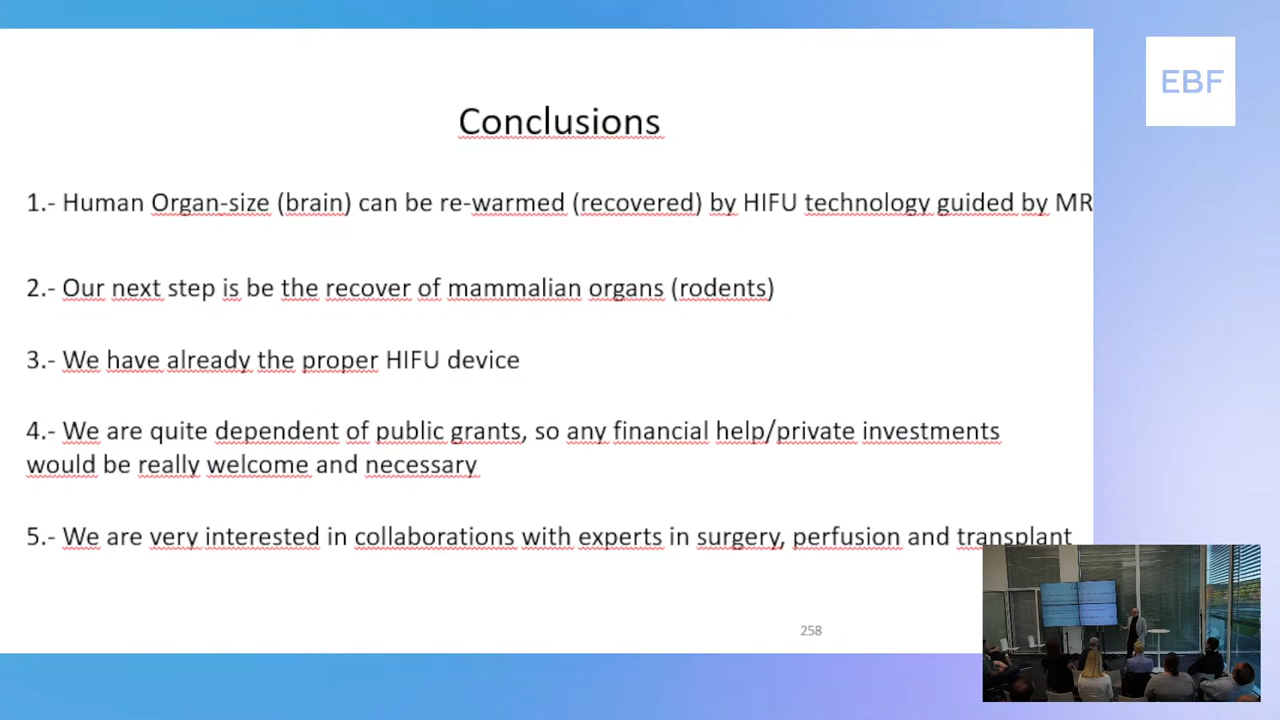 EBF
Conclusions
1.- Human Organ-size (brain) can be re-warmed (recovered) by HIFU technology guided by MR
2.- Our next step is be the recover of mammalian organs (rodents)
3.- We have already the proper HIFU device
4.- We are quite dependent of public grants, so any financial help/private investments
would be really welcome and necessary
5.- We are very interested in collaborations with experts in surgery, perfusion and transplant
258